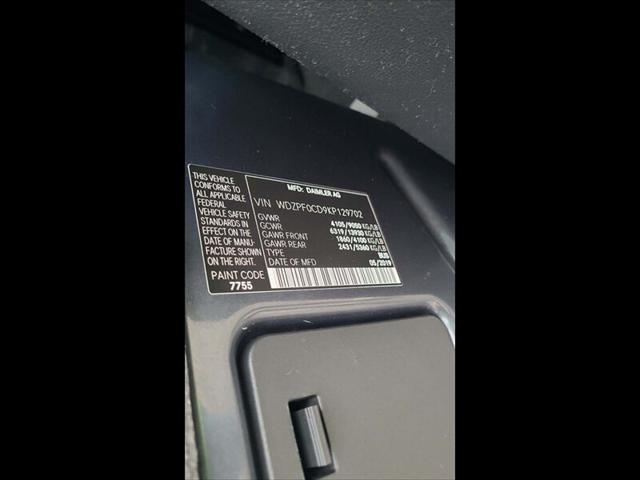 MFD: DAIMLER AG
VIN WDZPF0CD9KP129702
GVWR 4105/9050 KG/LB
GCWR 6319/13930 KG/LB
GAWR FRONT 1860/4100 KG/LB
GAWR REAR 2431/5360 KG/LB
TYPE BUS
DATE OF MFD 05/2019
THIS VEHICLE
CONFORMS TO
ALL APPLICABLE
FEDERAL
VEHICLE SAFETY
STANDARDS IN
EFFECT ON THE
DATE OF MANU-
FACTURE SHOWN
ON THE RIGHT.
PAINT CODE
7755